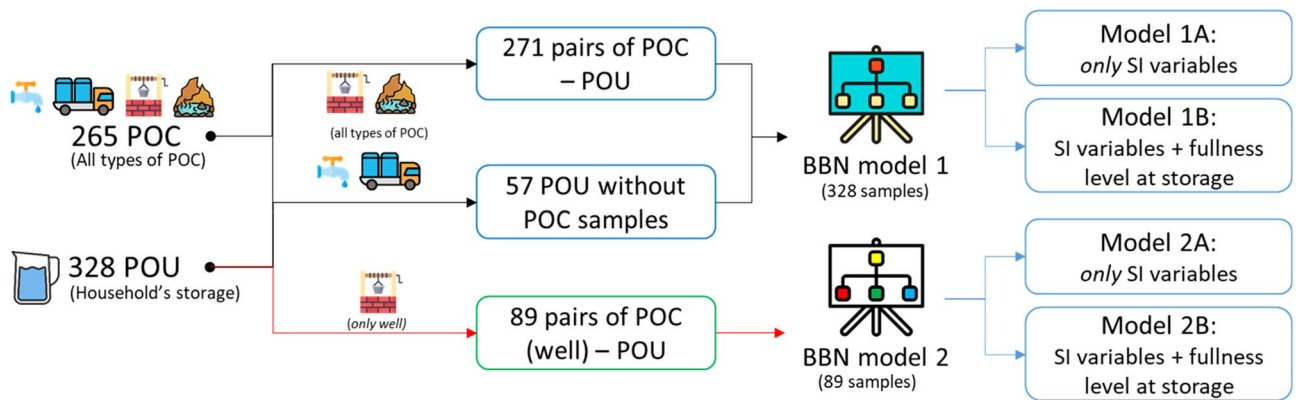 265 POC
(All types of POC)
328 POU
(Household's storage)
(all types of POC)
(only well)
271 pairs of POC
– POU
57 POU without
POC samples
89 pairs of POC
(well) – POU
BBN model 1
(328 samples)
BBN model 2
(89 samples)
Model 1A:
only SI variables
Model 1B:
SI variables + fullness
level at storage
Model 2A:
only SI variables
Model 2B:
SI variables + fullness
level at storage